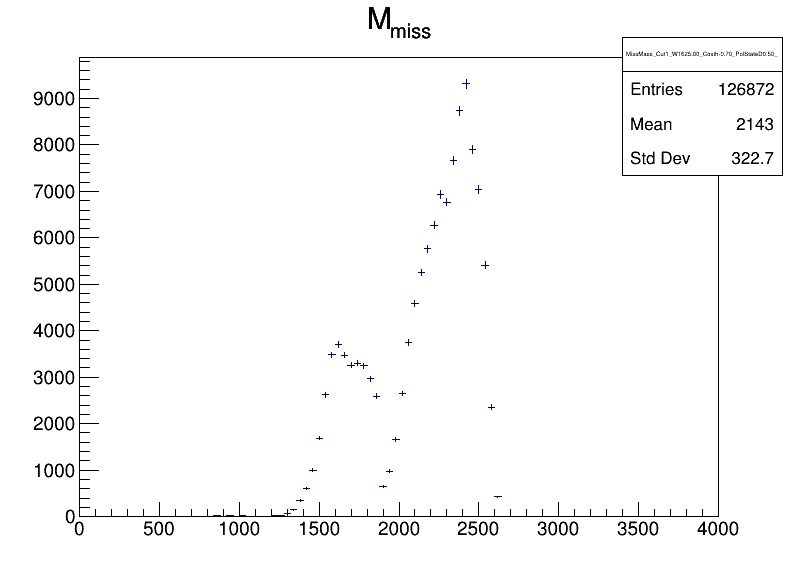 M_miss
MissMass_Cut1_W1625.00_Costh-0.70_PolStateD0.50_
Entries 126872
Mean 2143
Std Dev 322.7
9000
8000
7000
6000
5000
4000
3000
2000
1000
0
0 500 1000 1500 2000 2500 3000 3500 4000